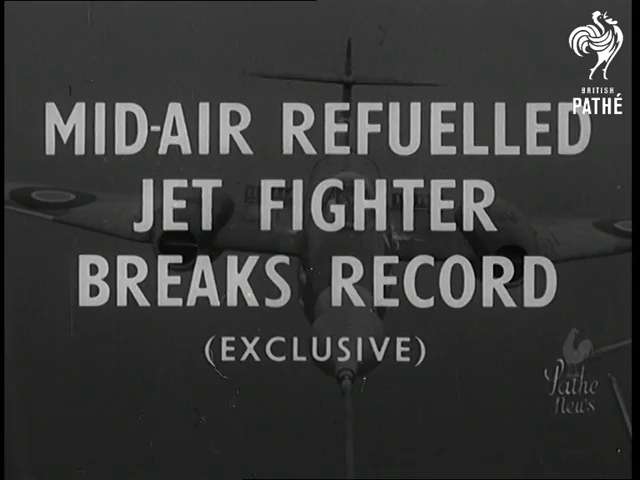 BRITISH
PATHÉ
MID-AIR REFUELLED
JET FIGHTER
BREAKS RECORD
(EXCLUSIVE)
Pathe
News